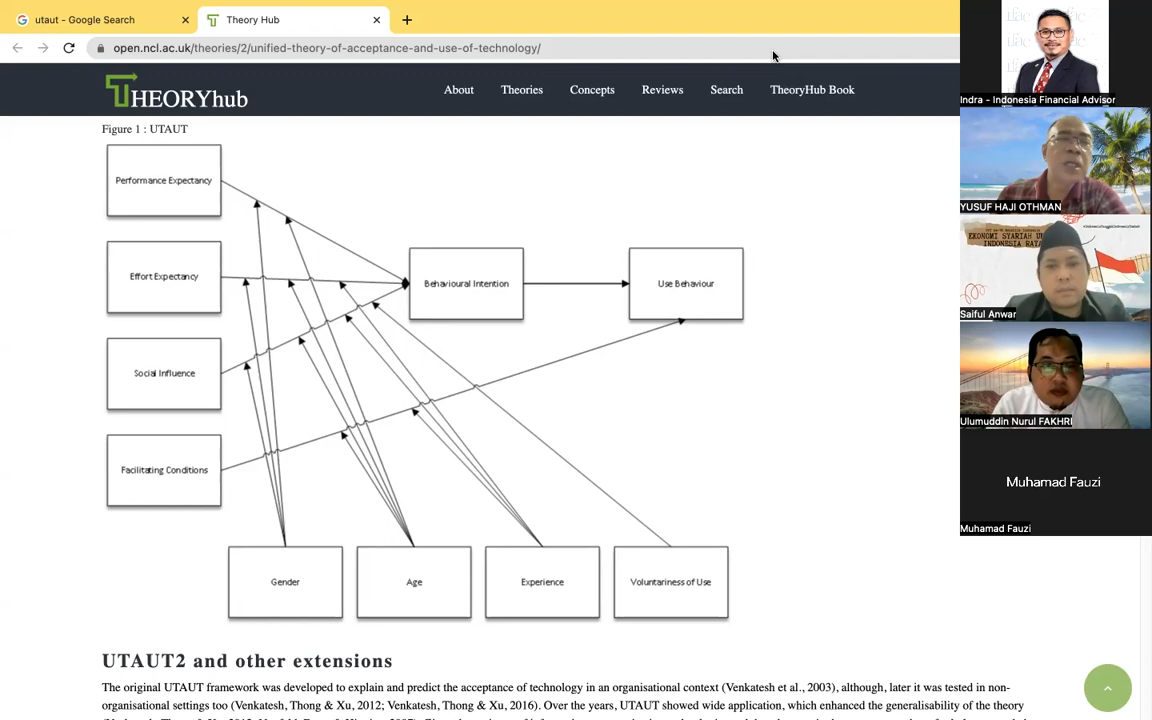 utaut - Google Search
Theory Hub
open.ncl.ac.uk/theories/2/unified-theory-of-acceptance-and-use-of-technology/
THEORYhub
About
Theories
Concepts
Reviews
Search
TheoryHub Book
Figure 1 : UTAUT
Performance Expectancy
Effort Expectancy
Behavioural Intention
Use Behaviour
Social Influence
Facilitating Conditions
Gender
Age
Experience
Voluntariness of Use
UTAUT2 and other extensions
The original UTAUT framework was developed to explain and predict the acceptance of technology in an organisational context (Venkatesh et al., 2003), although, later it was tested in non-
organisational settings too (Venkatesh, Thong & Xu, 2012; Venkatesh, Thong & Xu, 2016). Over the years, UTAUT showed wide application, which enhanced the generalisability of the theory
Indra - Indonesia Financial Advisor
YUSUF HAJI OTHMAN
EKONOMI SYARIAH
INDONESIA RAYA
Saiful Anwar
Ulumuddin Nurul FAKHRI
Muhamad Fauzi
Muhamad Fauzi